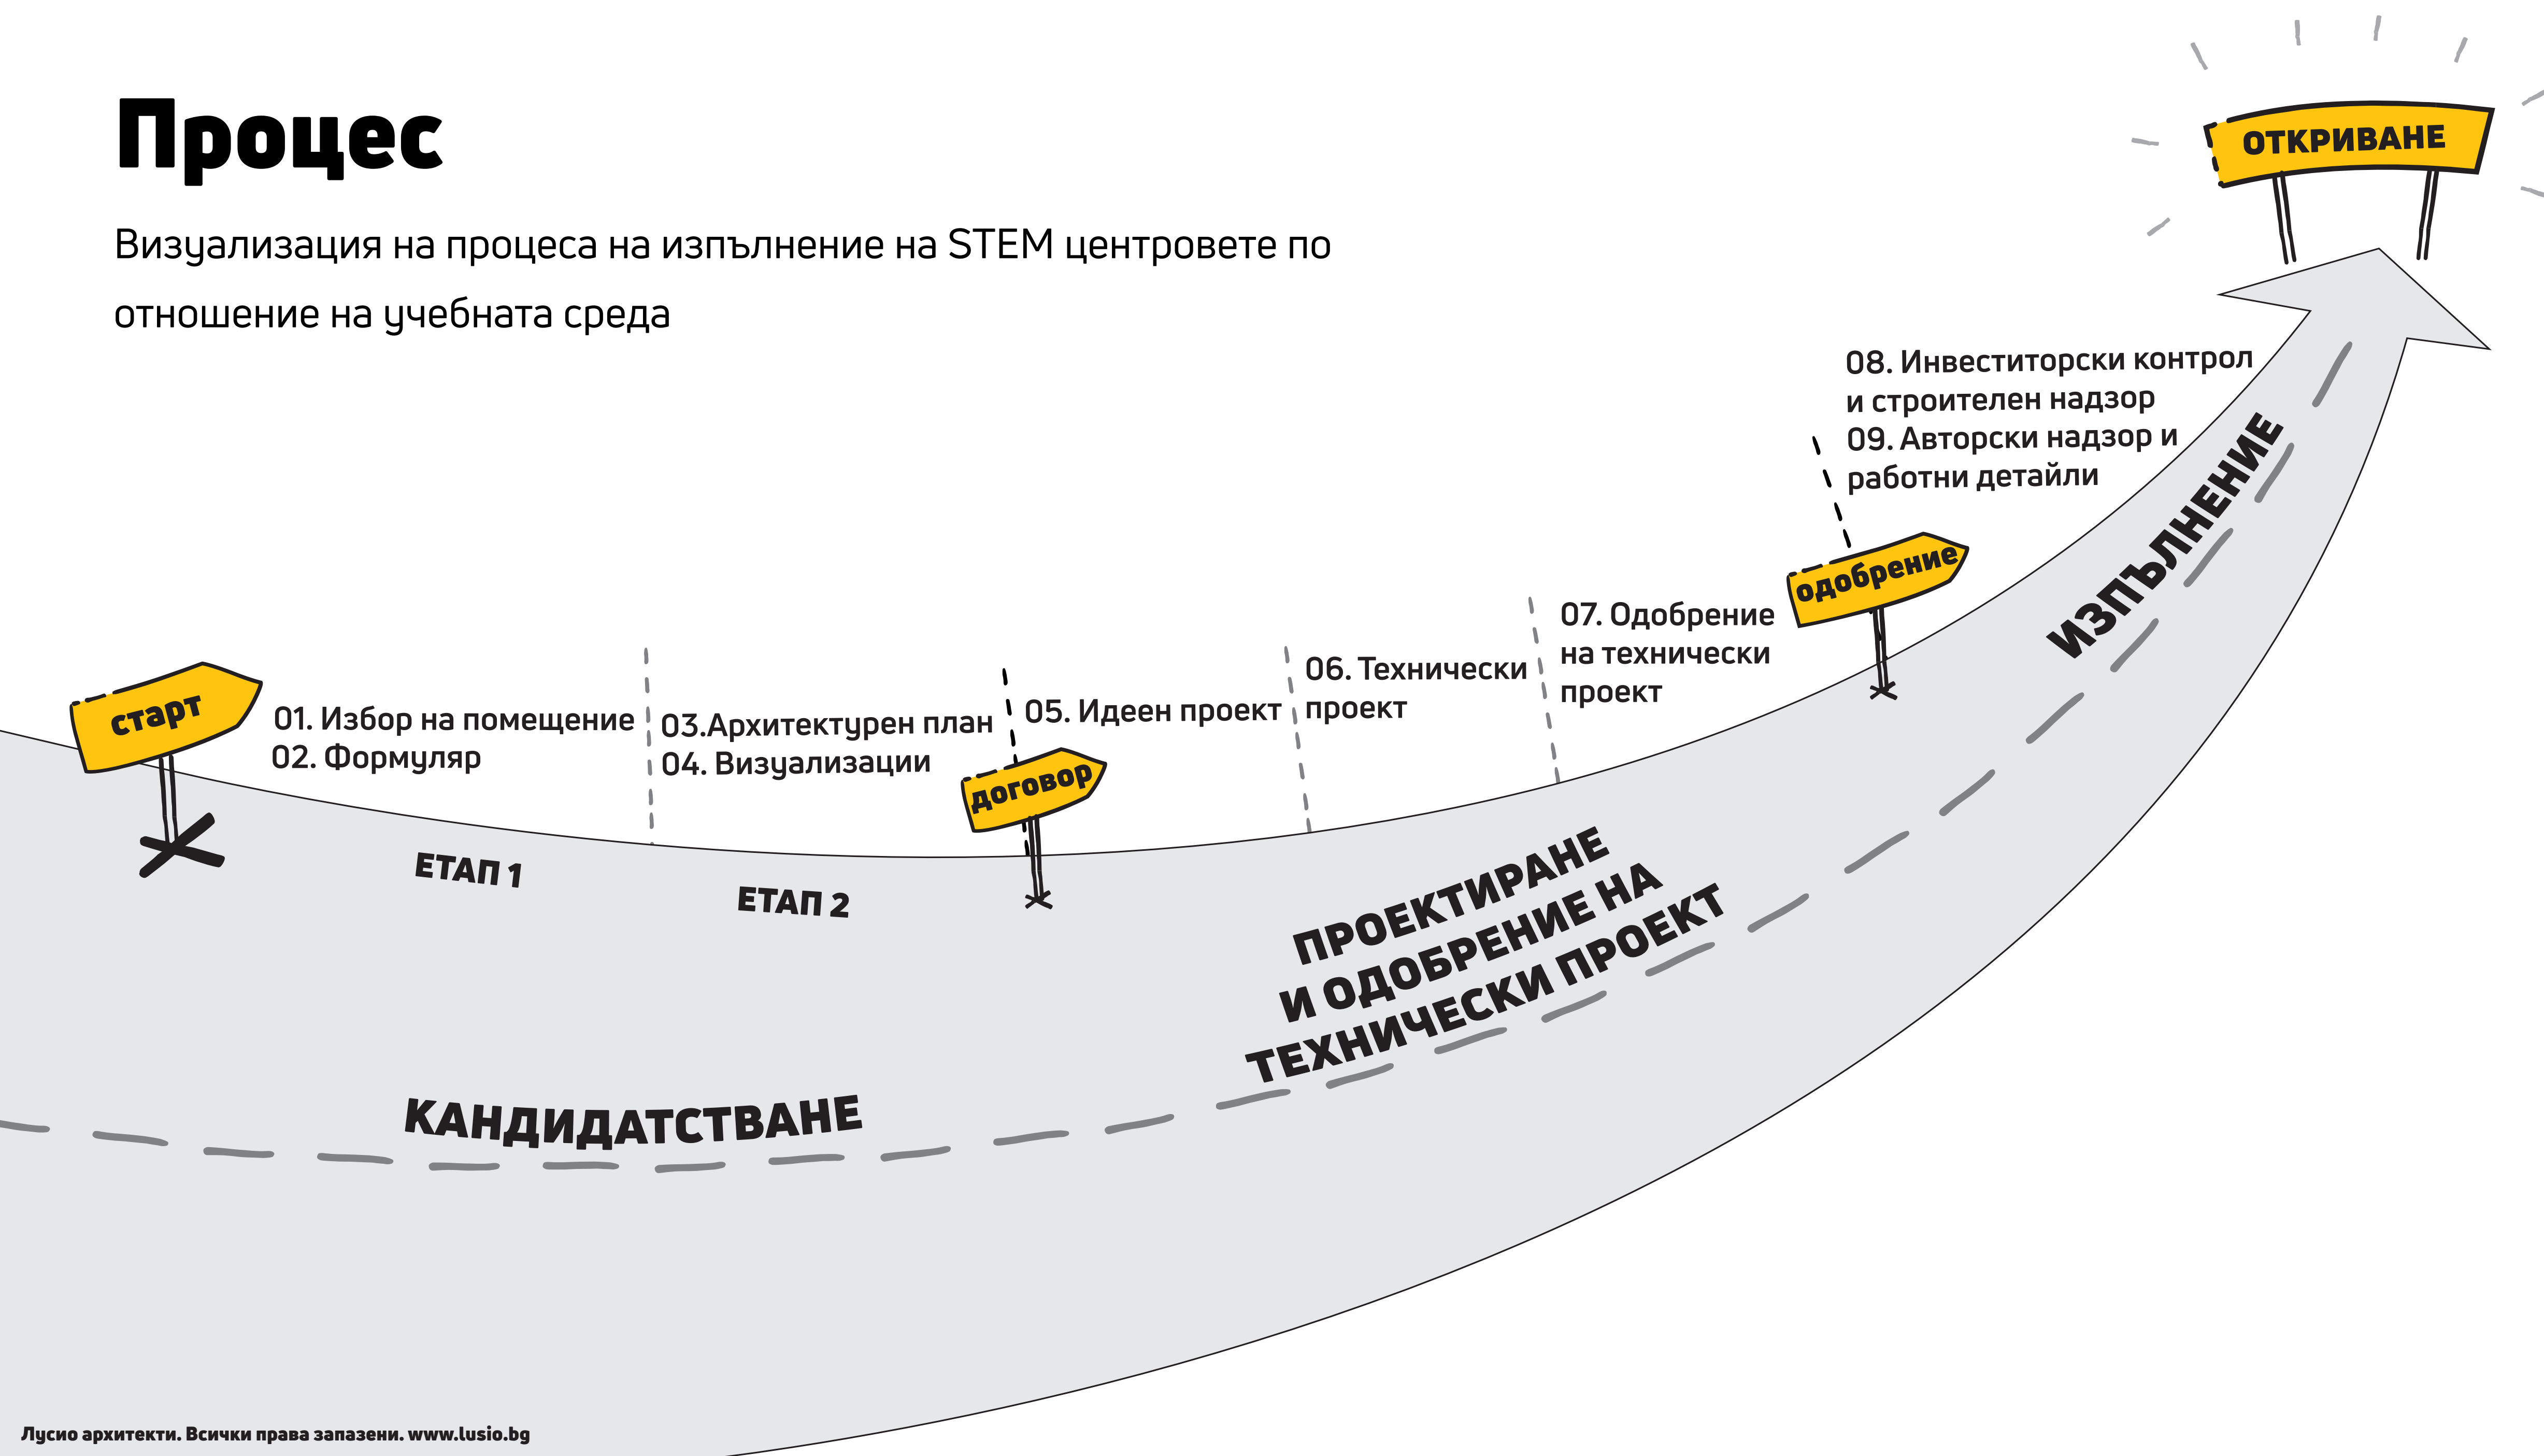 Процес
Визуализация на процеса на изпълнение на STEM центровете по
отношение на учебната среда
ОТКРИВАНЕ
08. Инвеститорски контрол
и строителен надзор
09. Авторски надзор и
работни детайли
одобрение
ИЗПЪЛНЕНИЕ
07. Одобрение
на технически
проект
06. Технически
проект
05. Идеен проект
договор
03.Архитектурен план
04. Визуализации
01. Избор на помещение
02. Формуляр
старт
ЕТАП 1
ЕТАП 2
ПРОЕКТИРАНЕ
И ОДОБРЕНИЕ НА
ТЕХНИЧЕСКИ ПРОЕКТ
КАНДИДАТСТВАНЕ
Лусио архитекти. Всички права запазени. www.lusio.bg